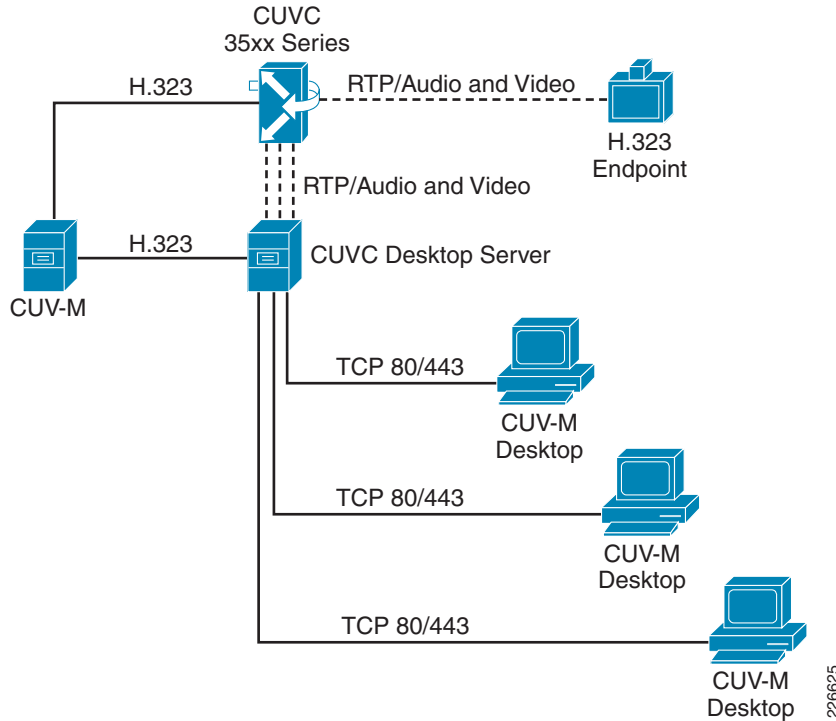 CUVC
35xx Series
H.323
RTP/Audio and Video
H.323
Endpoint
RTP/Audio and Video
H.323
CUVC Desktop Server
CUV-M
TCP 80/443
CUV-M
Desktop
TCP 80/443
CUV-M
Desktop
TCP 80/443
CUV-M
Desktop
226625